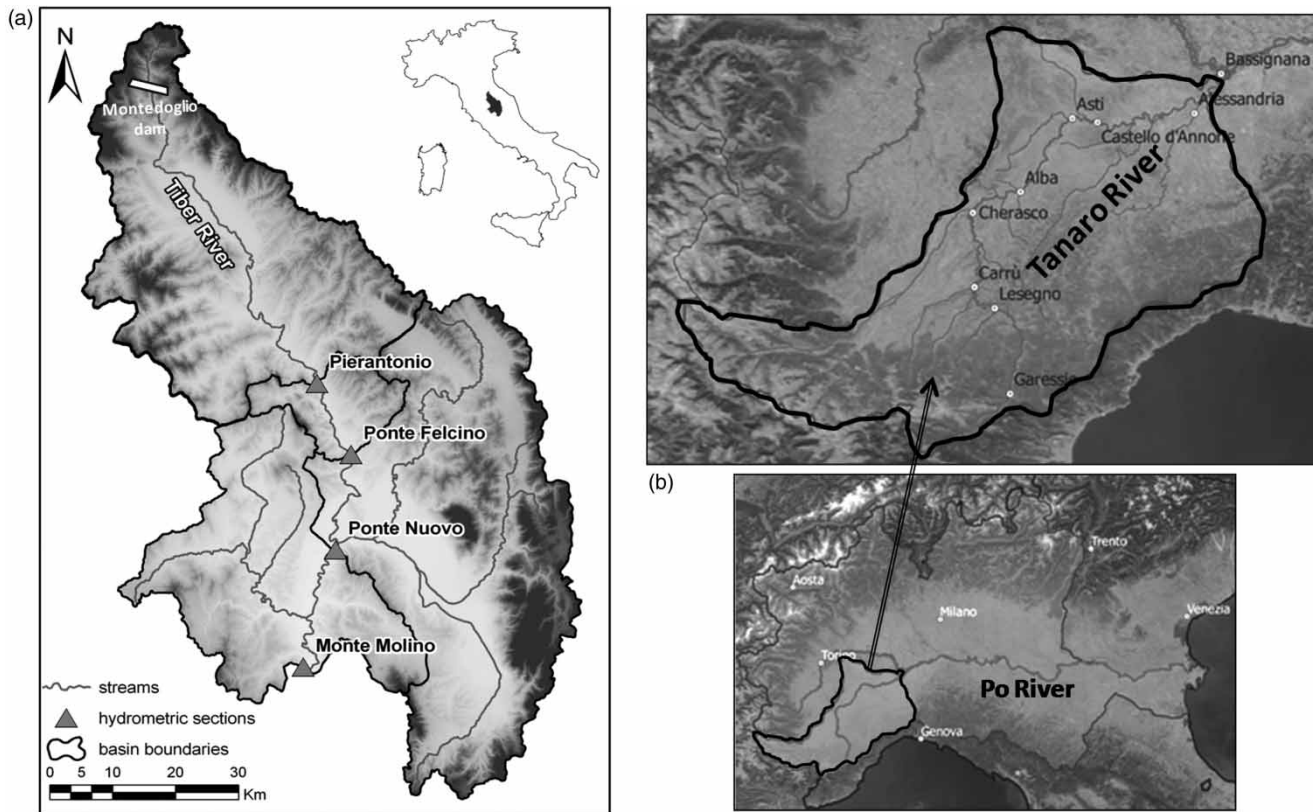 (a)
N
Montedoglio
dam
Tiber River
Pierantonio
Ponte Felcino
Ponte Nuovo
Monte Molino
streams
hydrometric sections
basin boundaries
0 5 10 20 30
Km
Bassignana
Alessandria
Asti
Castello d'Annone
Tanaro River
Alba
Cherasco
Carrù
Lesegno
Garessio
(b)
Trento
Aosta
Milano
Venezia
Torino
Po River
Genova